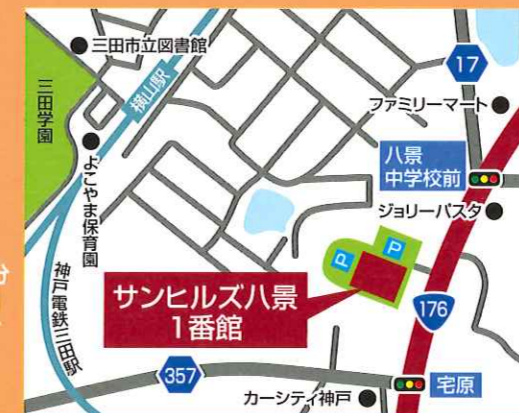 三田市立図書館
横山駅
17
三田学園
ファミリーマート
よこやま保育園
八景
中学校前
ジョリーパスタ
P
P
サンヒルズ八景
1番館
176
神戸電鉄三田駅
357
宅原
カーシティ神戸